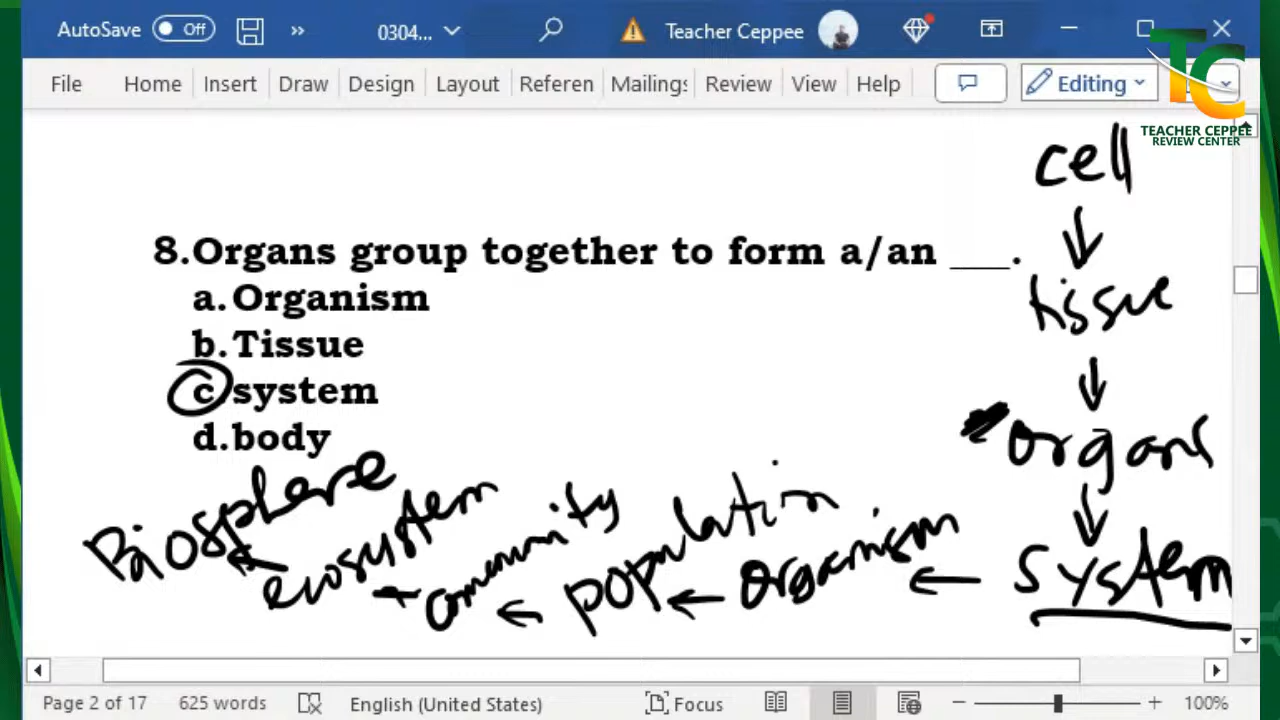 AutoSave Off » 0304... Teacher Ceppee
File Home Insert Draw Design Layout Referen Mailings Review View Help Editing
TC
TEACHER CEPPEE
REVIEW CENTER
cell
8.Organs group together to form a/an ___.
a.Organism
tissue
b.Tissue
c system
d.body
organs
Biosphere ecosystem community population organism system
Page 2 of 17 625 words English (United States) Focus 100%